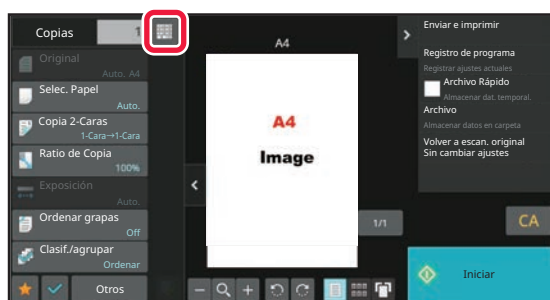 Copias
1
Original
Auto. A4
Selec. Papel
Auto.
Copia 2-Caras
1-Cara→1-Cara
Ratio de Copia
100%
Exposición
Auto.
Ordenar grapas
Off
Clasif./agrupar
Ordenar
Otros
A4
A4
Image
1/1
Enviar e imprimir
Registro de programa
Registrar ajustes actuales
Archivo Rápido
Almacenar dat. temporal.
Archivo
Almacenar datos en carpeta
Volver a escan. original
Sin cambiar ajustes
CA
Iniciar